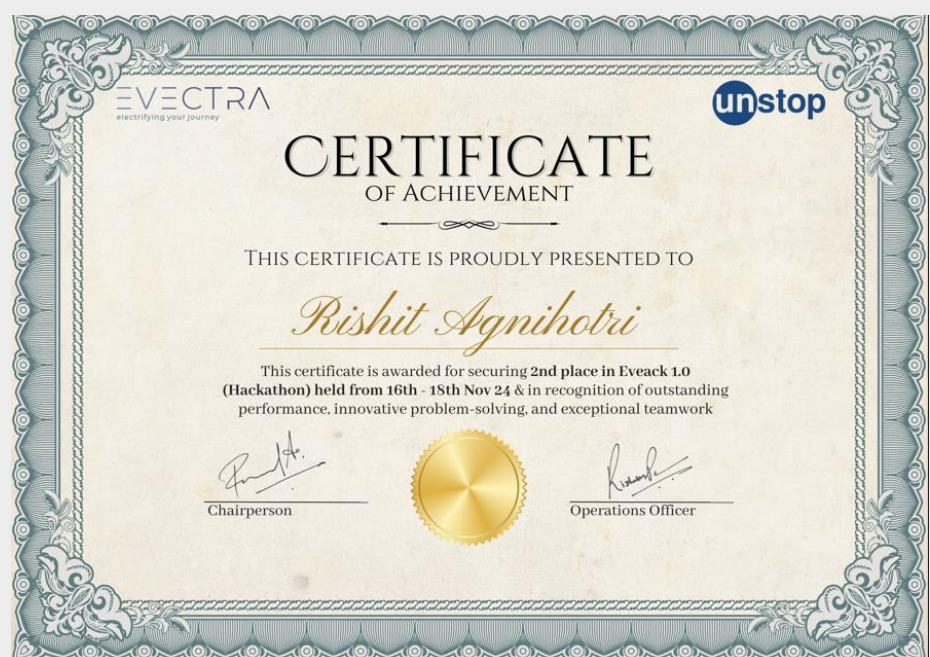 EVECTRA
electrifying your journey
unstop
CERTIFICATE
OF ACHIEVEMENT
THIS CERTIFICATE IS PROUDLY PRESENTED TO
Rishit Agnihotri
This certificate is awarded for securing 2nd place in Eveack 1.0
(Hackathon) held from 16th - 18th Nov 24 & in recognition of outstanding
performance, innovative problem-solving, and exceptional teamwork
Chairperson
Operations Officer